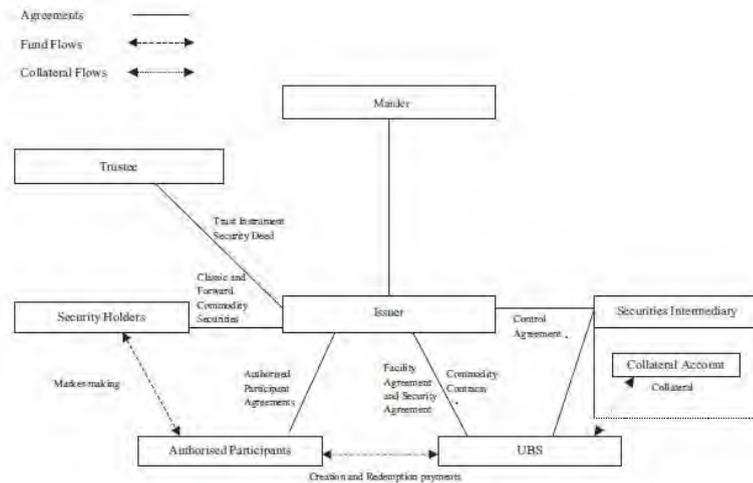 Agreements
Fund Flows
Collateral Flows
Trustee
Trust Instrument
Security Deed
Classic and
Forward
Commodity
Securities
Security Holders
Issuer
Securities Intermediary
Control
Agreement
Collateral Account
Collateral
Market-making
Authorised
Participant
Agreements
Facility
Agreement
and Security
Agreement
Commodity
Contracts
Authorised Participants
UBS
Creation and Redemption payments